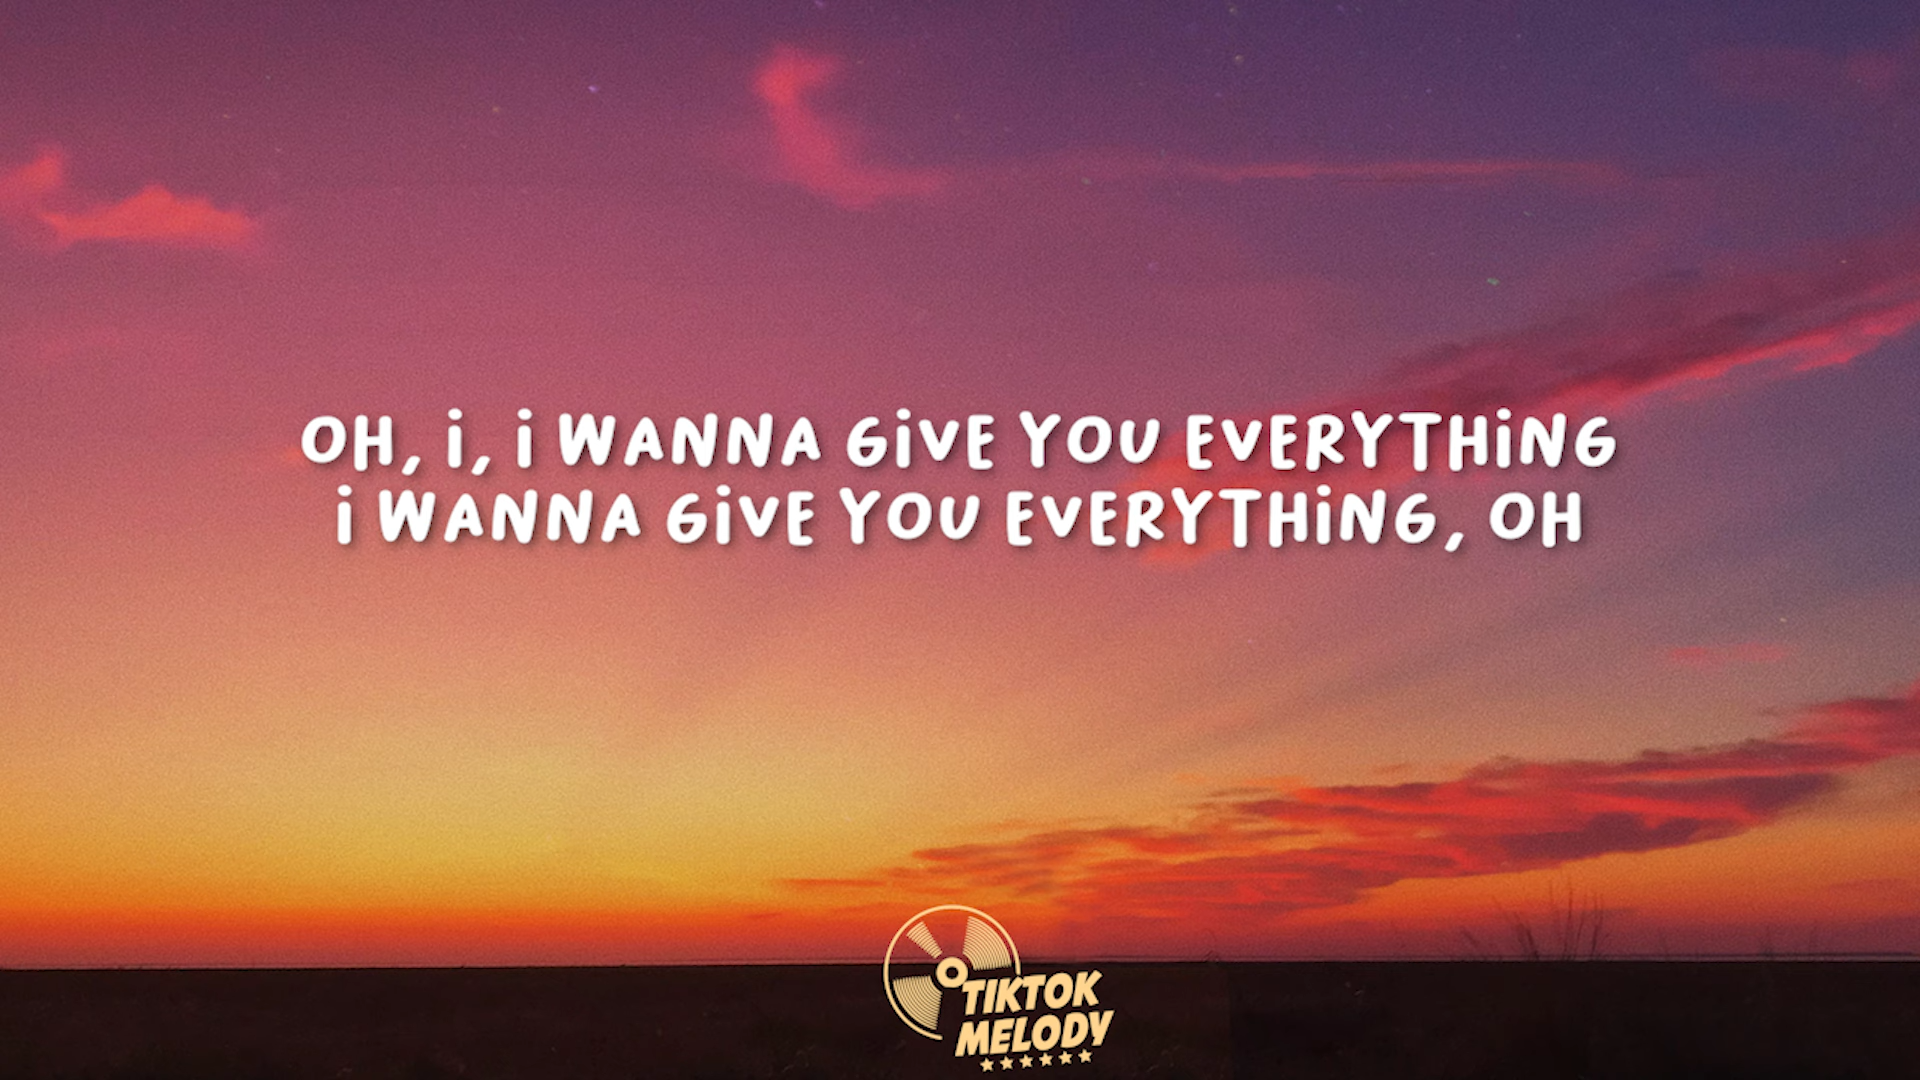 OH, i, i WANNA GiVE YOU EVERYTHiNG
i WANNA GiVE YOU EVERYTHiNG, OH
TIKTOK
MELODY